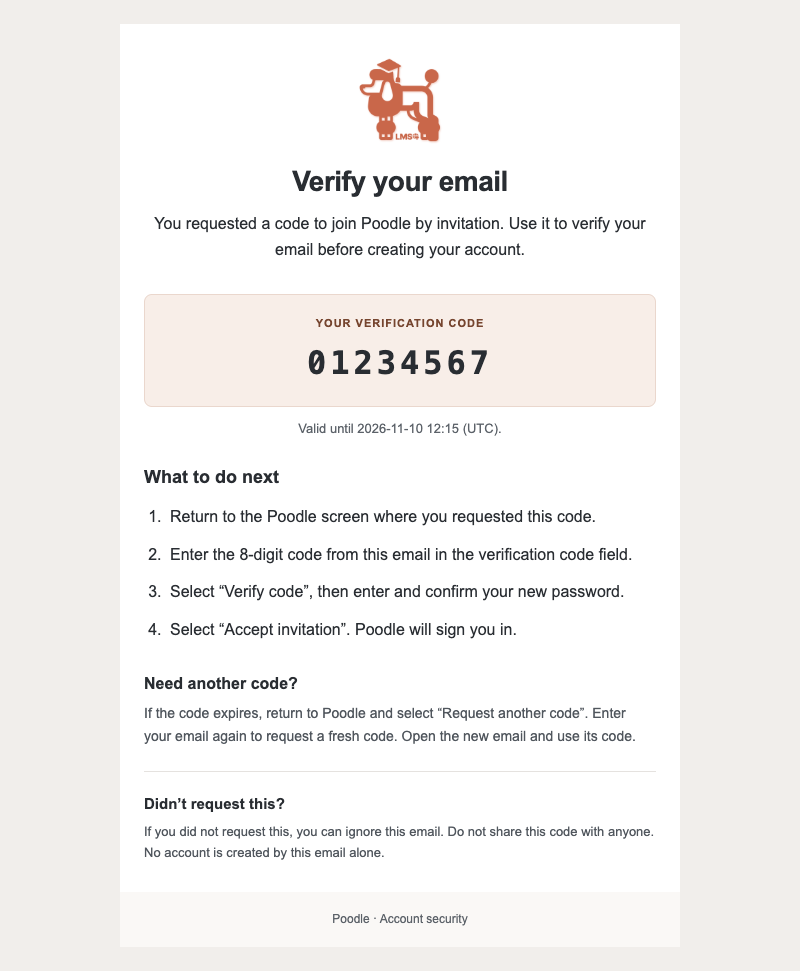 LMS
Verify your email
You requested a code to join Poodle by invitation. Use it to verify your
email before creating your account.
YOUR VERIFICATION CODE
01234567
Valid until 2026-11-10 12:15 (UTC).
What to do next
1. Return to the Poodle screen where you requested this code.
2. Enter the 8-digit code from this email in the verification code field.
3. Select “Verify code”, then enter and confirm your new password.
4. Select “Accept invitation”. Poodle will sign you in.
Need another code?
If the code expires, return to Poodle and select “Request another code”. Enter
your email again to request a fresh code. Open the new email and use its code.
Didn’t request this?
If you did not request this, you can ignore this email. Do not share this code with anyone.
No account is created by this email alone.
Poodle · Account security